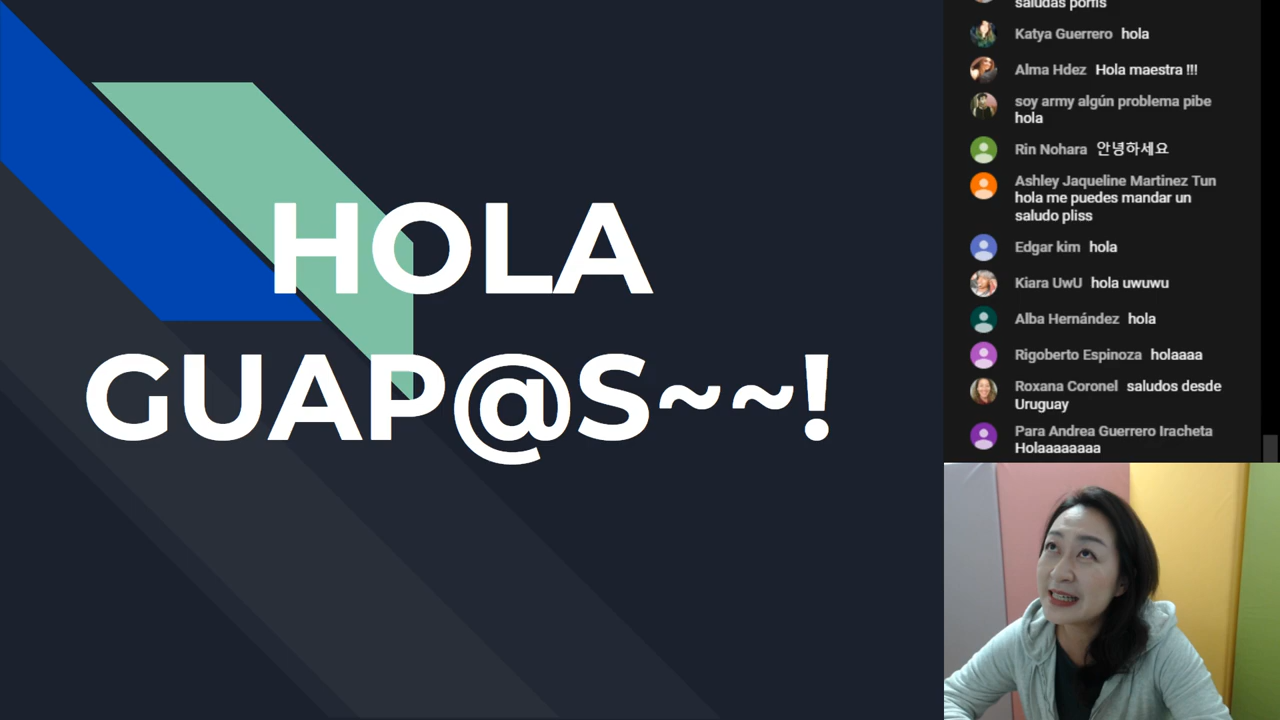 HOLA
GUAP@S~~!
saludas porfis
Katya Guerrero hola
Alma Hdez Hola maestra !!!
soy army algún problema pibe
hola
Rin Nohara 안녕하세요
Ashley Jaqueline Martinez Tun
hola me puedes mandar un
saludo pliss
Edgar kim hola
Kiara UwU hola uwuwu
Alba Hernández hola
Rigoberto Espinoza holaaaa
Roxana Coronel saludos desde
Uruguay
Para Andrea Guerrero Iracheta
Holaaaaaaaa